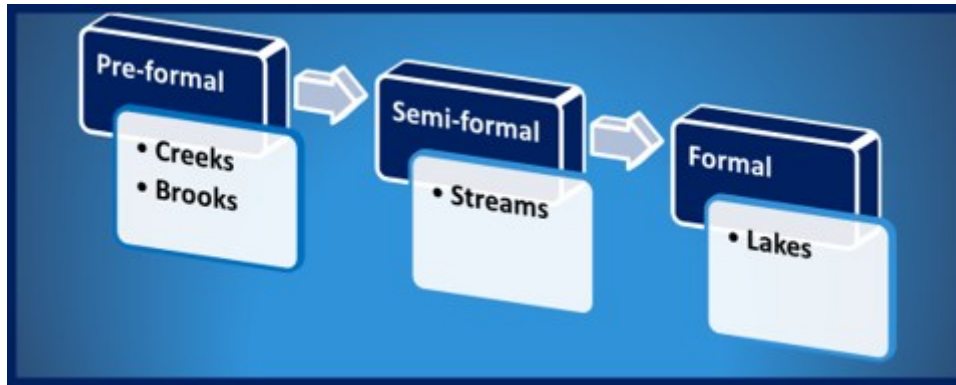 Pre-formal
• Creeks
• Brooks
Semi-formal
• Streams
Formal
• Lakes